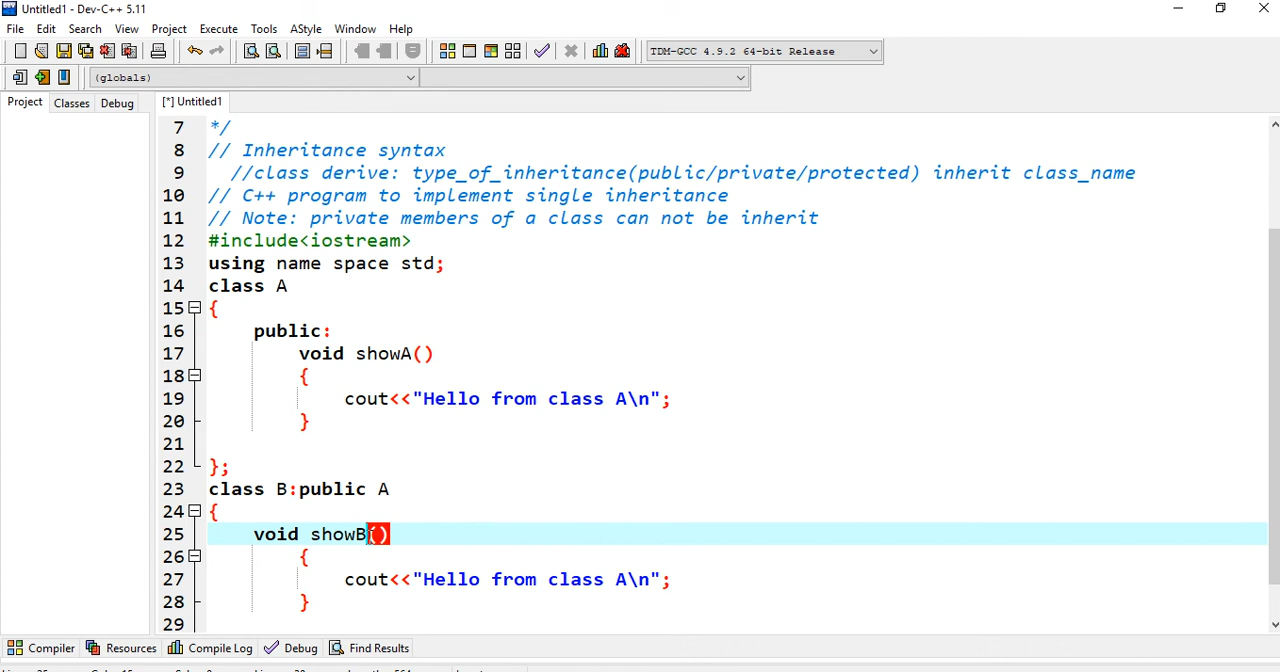 Untitled1 - Dev-C++ 5.11
File Edit Search View Project Execute Tools AStyle Window Help
TDM-GCC 4.9.2 64-bit Release
(globals)
Project Classes Debug [*] Untitled1
7 */
8 // Inheritance syntax
9 //class derive: type_of_inheritance(public/private/protected) inherit class_name
10 // C++ program to implement single inheritance
11 // Note: private members of a class can not be inherit
12 #include<iostream>
13 using name space std;
14 class A
15 {
16 public:
17 void showA()
18 {
19 cout<<"Hello from class A\n";
20 }
21
22 };
23 class B:public A
24 {
25 void showB()
26 {
27 cout<<"Hello from class A\n";
28 }
29
Compiler Resources Compile Log Debug Find Results